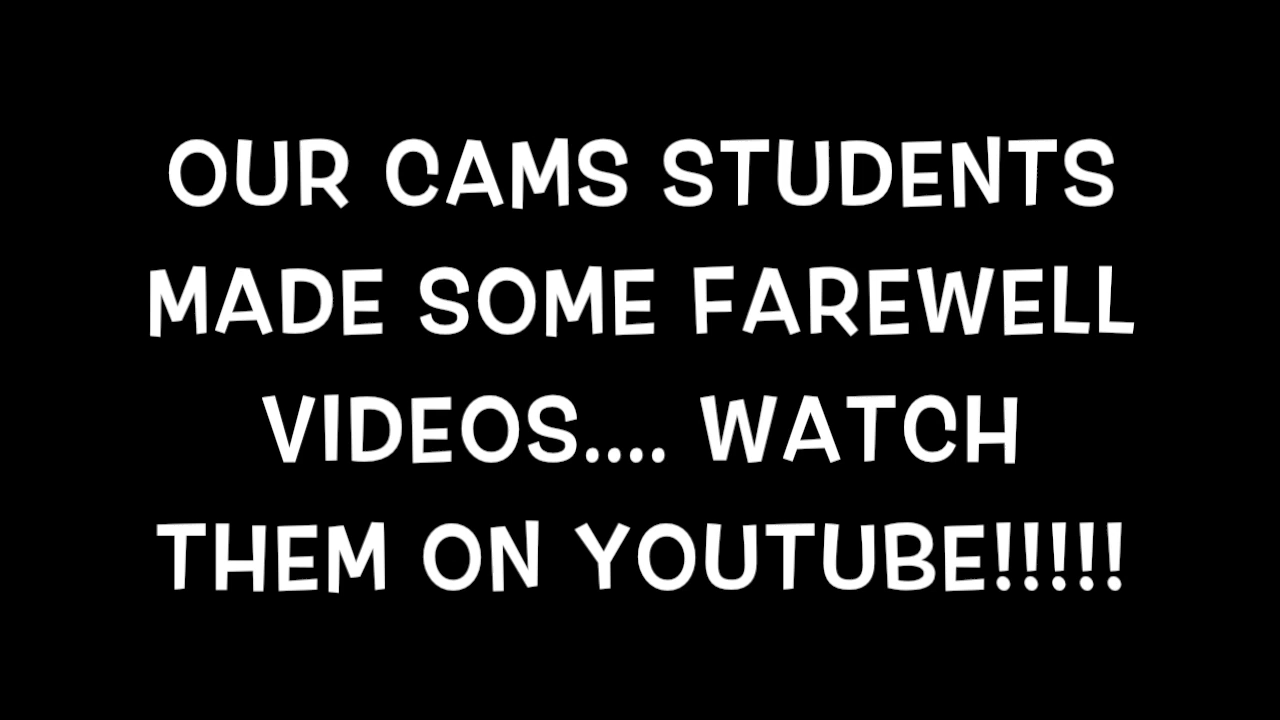 OUR CAMS STUDENTS
MADE SOME FAREWELL
VIDEOS.... WATCH
THEM ON YOUTUBE!!!!!